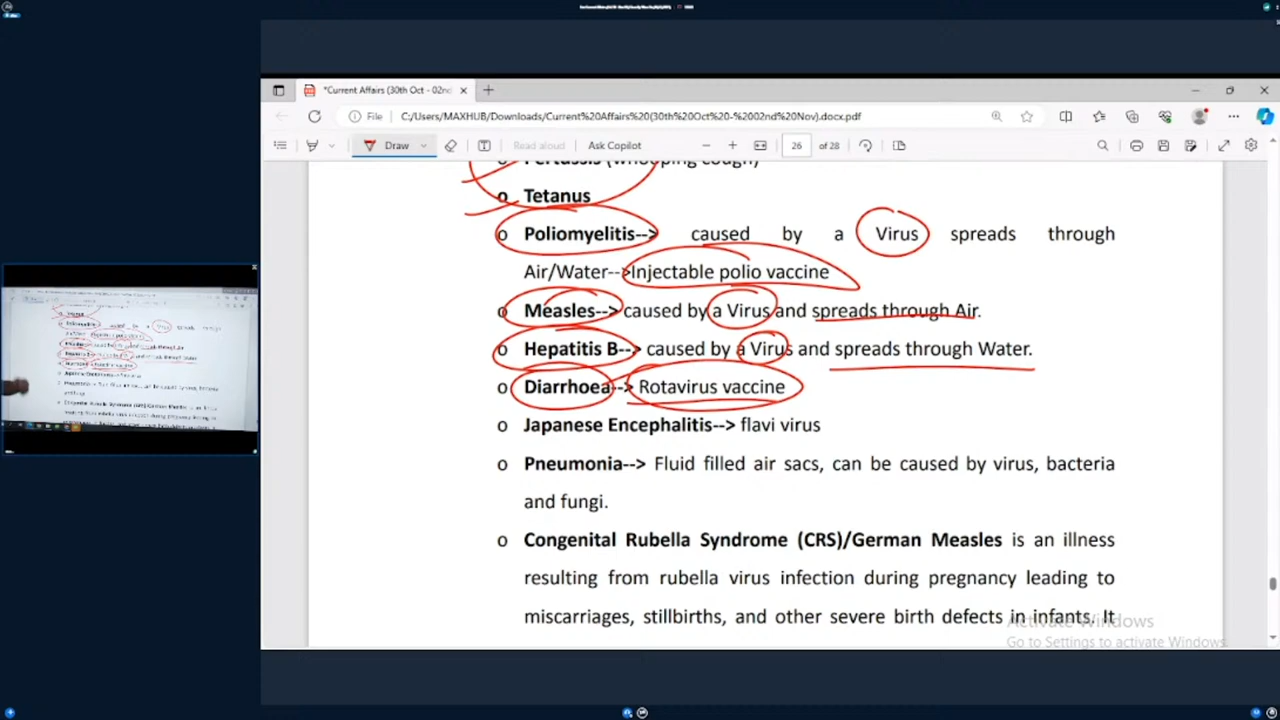 *Current Affairs (30th Oct - 02nd
File C:/Users/MAXHUB/Downloads/Current%20Affairs%20(30th%20Oct%20-%2002nd%20Nov).docx.pdf
Draw Read aloud Ask Copilot 26 of 28
o Pertussis (whooping cough)
o Tetanus
o Poliomyelitis--> caused by a Virus spreads through
Air/Water-->Injectable polio vaccine
o Measles--> caused by a Virus and spreads through Air.
o Hepatitis B--> caused by a Virus and spreads through Water.
o Diarrhoea--> Rotavirus vaccine
o Japanese Encephalitis--> flavi virus
o Pneumonia--> Fluid filled air sacs, can be caused by virus, bacteria
and fungi.
o Congenital Rubella Syndrome (CRS)/German Measles is an illness
resulting from rubella virus infection during pregnancy leading to
miscarriages, stillbirths, and other severe birth defects in infants. It
Activate Windows
Go to Settings to activate Windows.